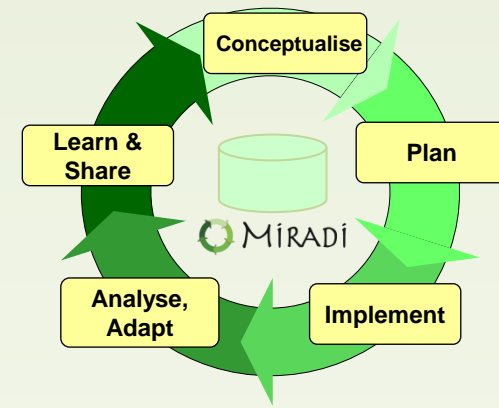 Conceptualise
Plan
Implement
Analyse,
Adapt
Learn &
Share
MiRADi